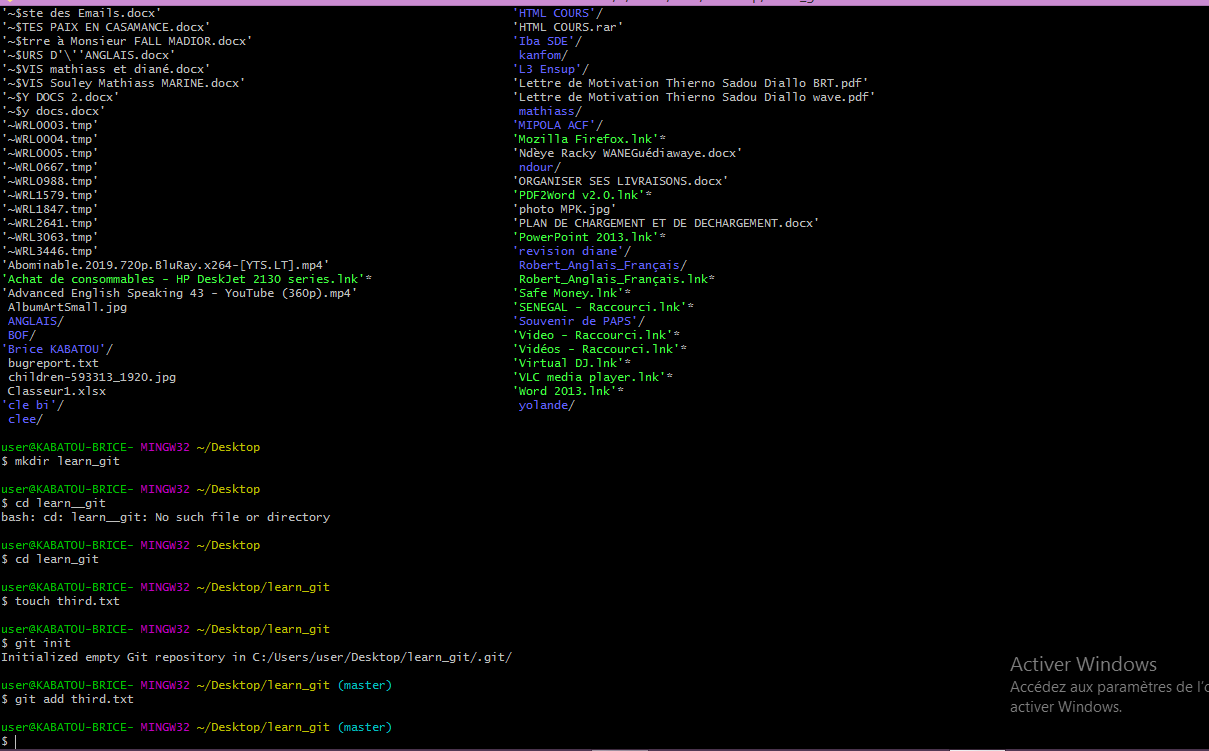 '~$ste des Emails.docx'
'~$TES PAIX EN CASAMANCE.docx'
'~$trre à Monsieur FALL MADIOR.docx'
'~$URS D'\''ANGLAIS.docx'
'~$VIS mathiass et diané.docx'
'~$VIS Souley Mathiass MARINE.docx'
'~$Y DOCS 2.docx'
'~$y docs.docx'
'~WRL0003.tmp'
'~WRL0004.tmp'
'~WRL0005.tmp'
'~WRL0667.tmp'
'~WRL0988.tmp'
'~WRL1579.tmp'
'~WRL1847.tmp'
'~WRL2641.tmp'
'~WRL3063.tmp'
'~WRL3446.tmp'
'Abominable.2019.720p.BluRay.x264-[YTS.LT].mp4'
'Achat de consommables - HP DeskJet 2130 series.lnk'*
'Advanced English Speaking 43 - YouTube (360p).mp4'
AlbumArtSmall.jpg
ANGLAIS/
BOF/
'Brice KABATOU'/
bugreport.txt
children-593313_1920.jpg
Classeur1.xlsx
'cle bi'/
clee/
'HTML COURS'/
'HTML COURS.rar'
'Iba SDE'/
kanfom/
'L3 Ensup'/
'Lettre de Motivation Thierno Sadou Diallo BRT.pdf'
'Lettre de Motivation Thierno Sadou Diallo wave.pdf'
mathiass/
'MIPOLA ACF'/
'Mozilla Firefox.lnk'*
'Ndèye Racky WANEGuédiawaye.docx'
ndour/
'ORGANISER SES LIVRAISONS.docx'
'PDF2Word v2.0.lnk'*
'photo MPK.jpg'
'PLAN DE CHARGEMENT ET DE DECHARGEMENT.docx'
'PowerPoint 2013.lnk'*
'revision diane'/
Robert_Anglais_Français/
Robert_Anglais_Français.lnk*
'Safe Money.lnk'*
'SENEGAL - Raccourci.lnk'*
'Souvenir de PAPS'/
'Video - Raccourci.lnk'*
'Vidéos - Raccourci.lnk'*
'Virtual DJ.lnk'*
'VLC media player.lnk'*
'Word 2013.lnk'*
yolande/
user@KABATOU-BRICE- MINGW32 ~/Desktop
$ mkdir learn_git
user@KABATOU-BRICE- MINGW32 ~/Desktop
$ cd learn__git
bash: cd: learn__git: No such file or directory
user@KABATOU-BRICE- MINGW32 ~/Desktop
$ cd learn_git
user@KABATOU-BRICE- MINGW32 ~/Desktop/learn_git
$ touch third.txt
user@KABATOU-BRICE- MINGW32 ~/Desktop/learn_git
$ git init
Initialized empty Git repository in C:/Users/user/Desktop/learn_git/.git/
user@KABATOU-BRICE- MINGW32 ~/Desktop/learn_git (master)
$ git add third.txt
user@KABATOU-BRICE- MINGW32 ~/Desktop/learn_git (master)
$
Activer Windows
Accédez aux paramètres de l'
activer Windows.